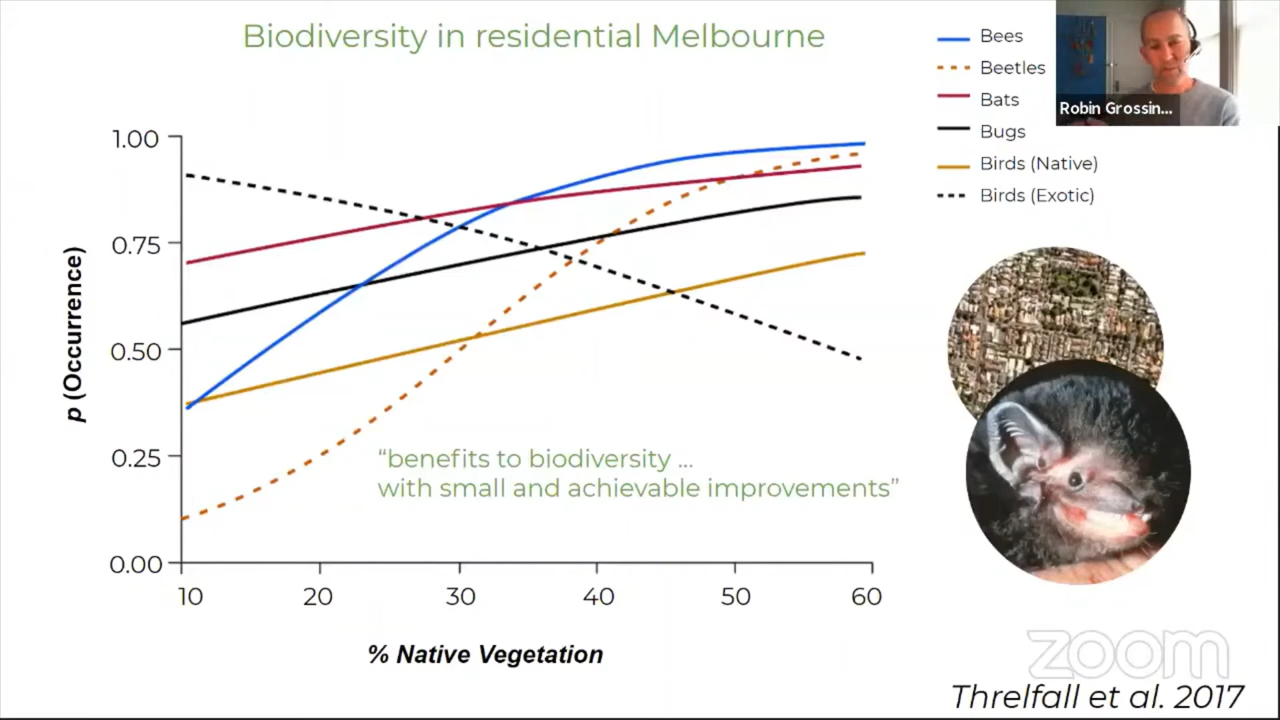 Biodiversity in residential Melbourne
Bees
Beetles
Bats
Bugs
Birds (Native)
Birds (Exotic)
Robin Grossin...
1.00
0.75
0.50
0.25
0.00
p (Occurrence)
“benefits to biodiversity ...
with small and achievable improvements”
10 20 30 40 50 60
% Native Vegetation
zoom
Threlfall et al. 2017